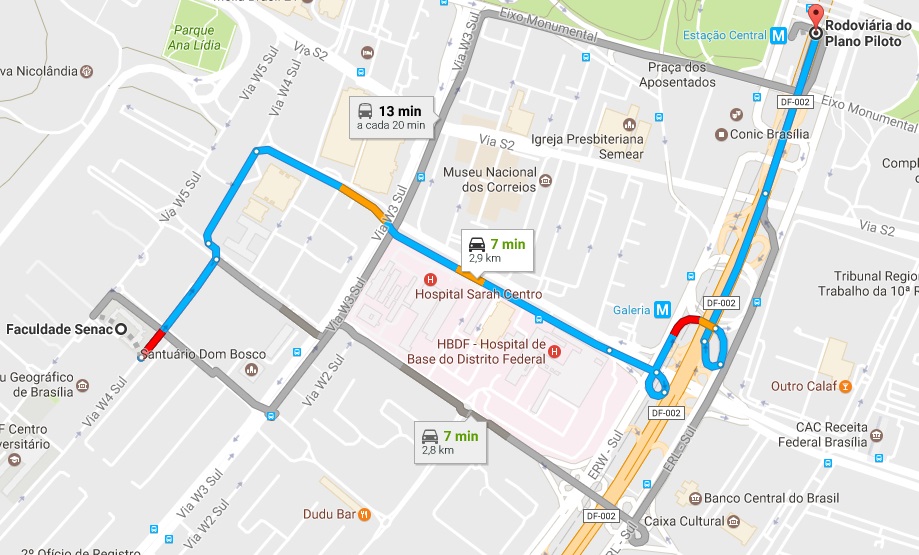 Eixo Monumental
Rodoviária do
Plano Piloto
Estação Central M
Parque
Ana Lídia
Via W3 Sul
Via S2
Via W5 Sul
Via W4 Sul
va Nicolândia
Praça dos
Aposentados
DF-002
Eixo Monumental
13 min
a cada 20 min
Conic Brasília
Igreja Presbiteriana
Semear
Via S2
Museu Nacional
dos Correios
Via W5 Sul
Via W3 Sul
Via S2
7 min
2,9 km
Tribunal Regio
Trabalho da 10ª R
H
Hospital Sarah Centro
DF-002
Galeria M
Via W3 Sul
Faculdade Senac
HBDF - Hospital de
Base do Distrito Federal
H
Santuário Dom Bosco
Via W2 Sul
u Geográfico
de Brasília
Via W4 Sul
Outro Calaf
DF-002
F Centro
versitário
7 min
2,8 km
CAC Receita
Federal Brasília
ERW - Sul
ERL - Sul
Via W3 Sul
Banco Central do Brasil
Dudu Bar
DF-002
Caixa Cultural
Via W2 Sul
RL - Sul
2º Ofício de Registro